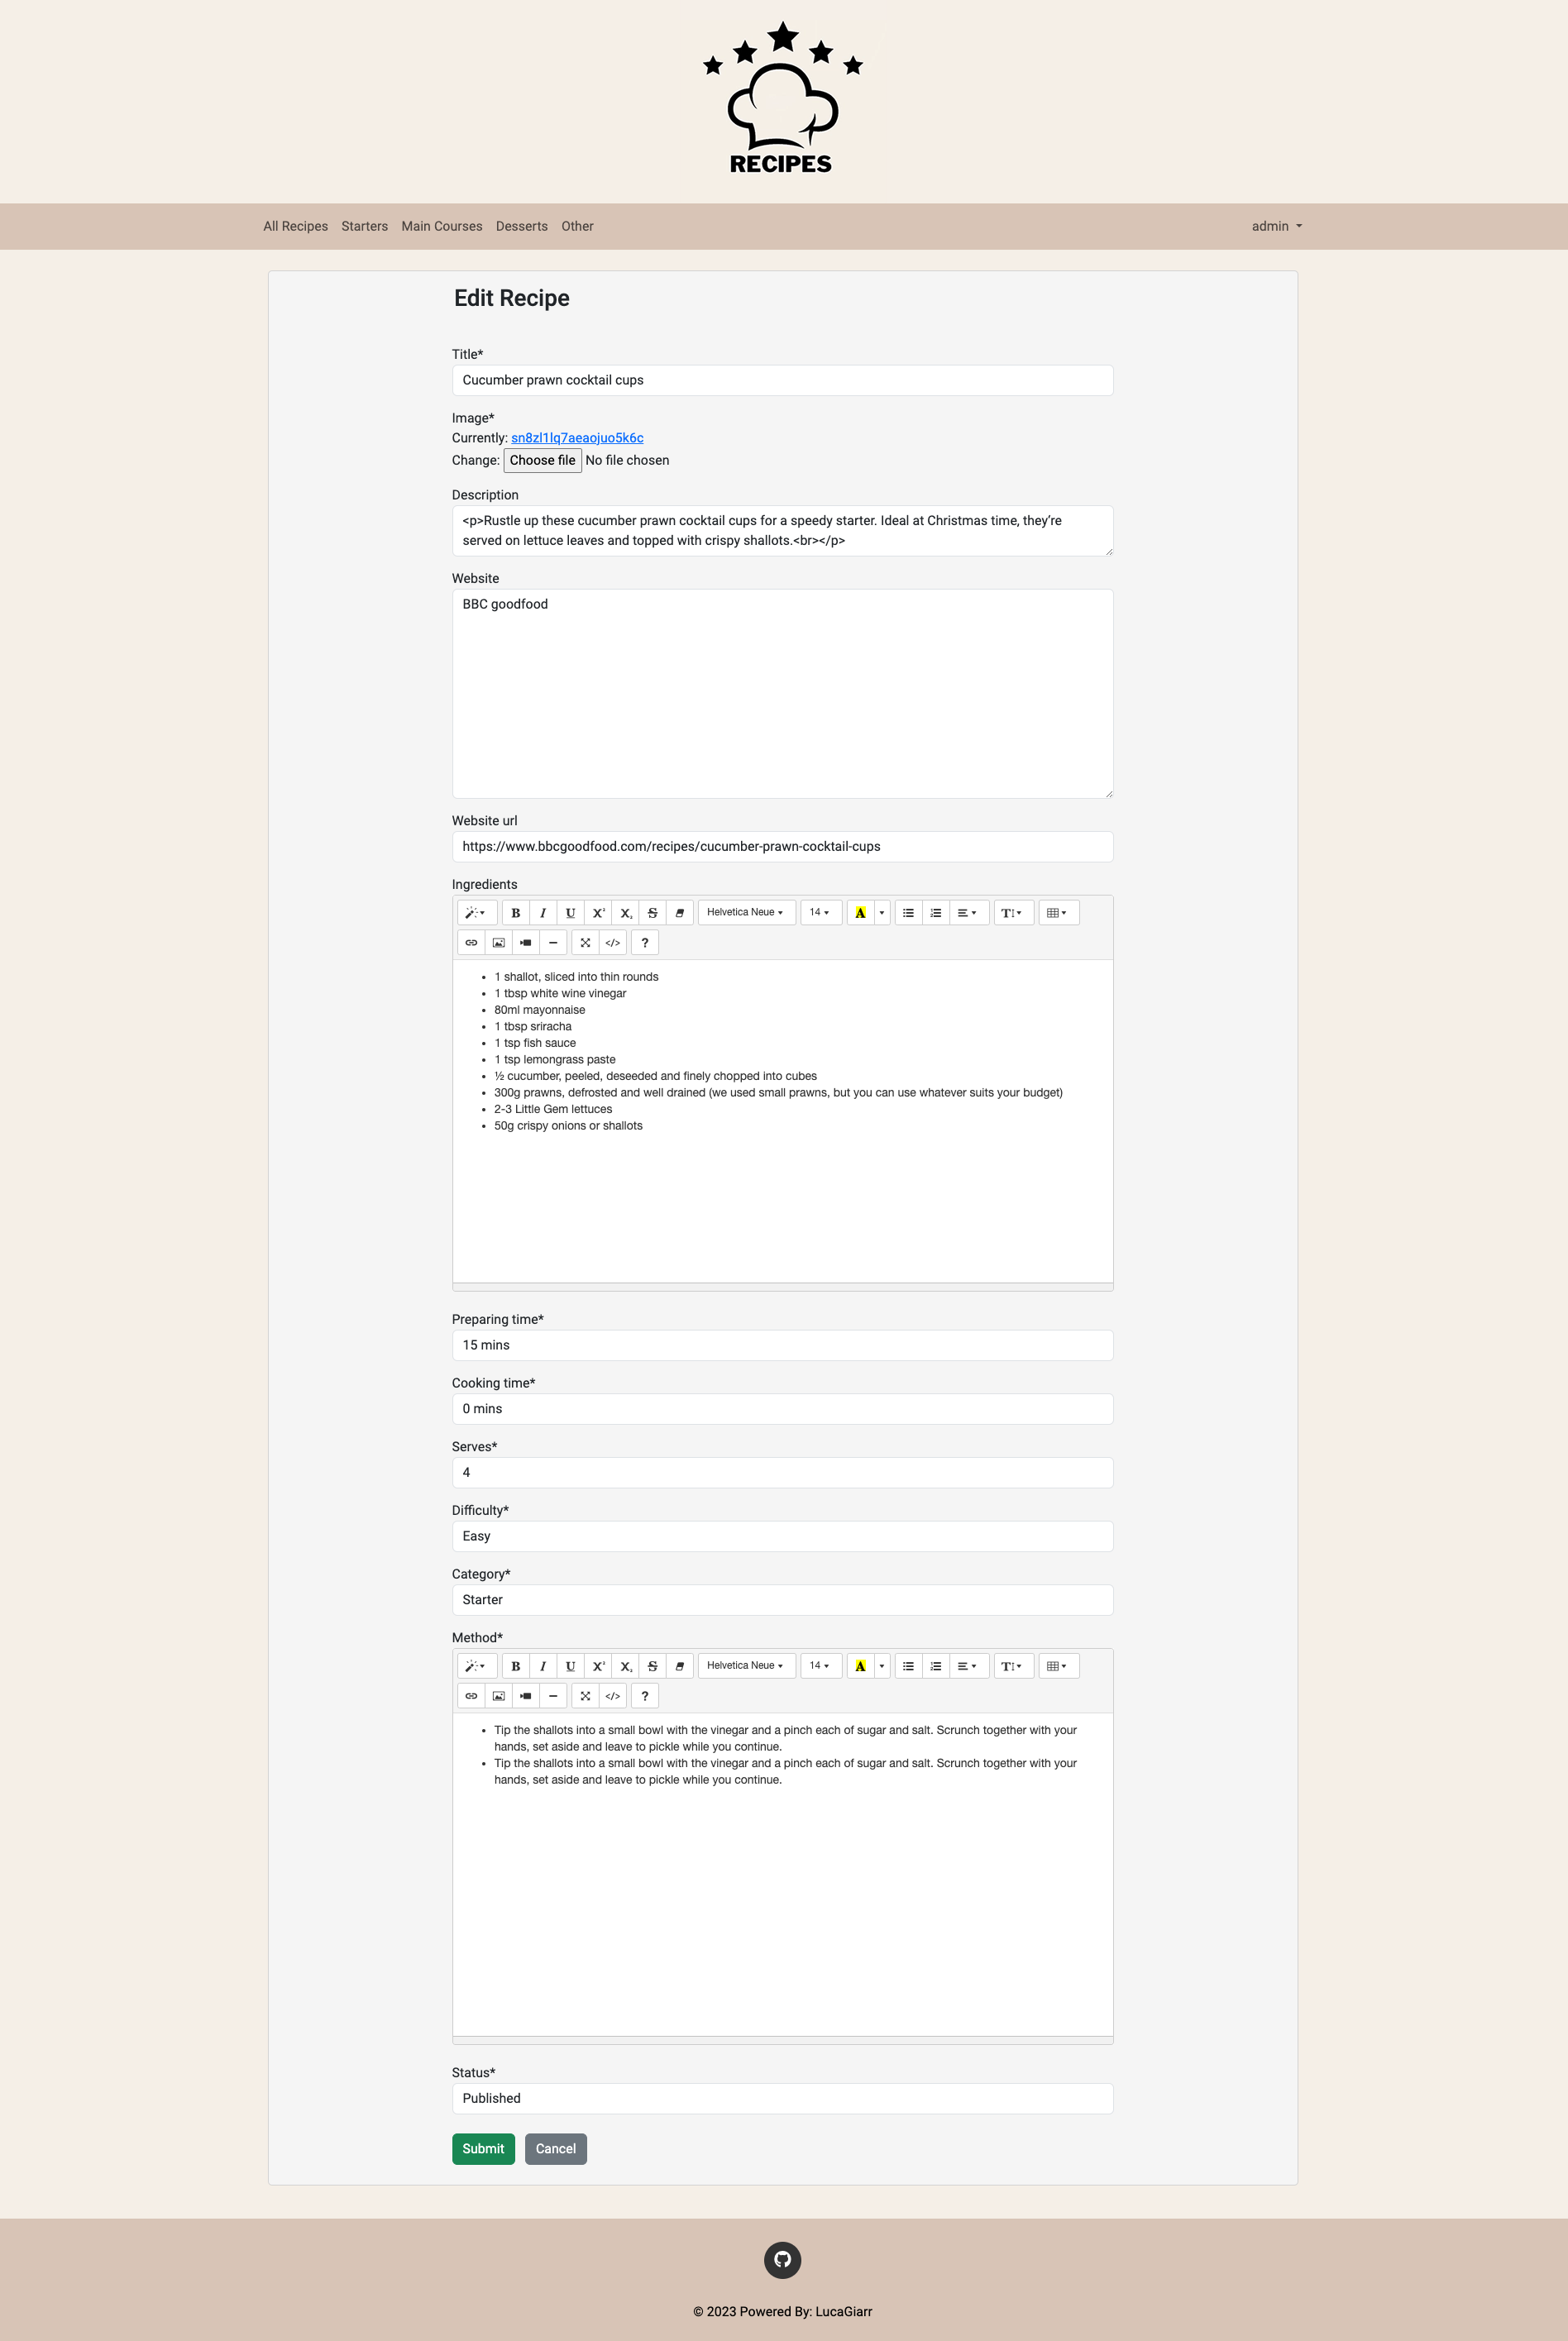 RECIPES
All Recipes Starters Main Courses Desserts Other admin
Edit Recipe
Title*
Cucumber prawn cocktail cups
Image*
Currently: sn8zl1lq7aeaojuo5k6c
Change: Choose file No file chosen
Description
<p>Rustle up these cucumber prawn cocktail cups for a speedy starter. Ideal at Christmas time, they’re
served on lettuce leaves and topped with crispy shallots.<br></p>
Website
BBC goodfood
Website url
https://www.bbcgoodfood.com/recipes/cucumber-prawn-cocktail-cups
Ingredients
B I U X² X₂ S Helvetica Neue 14 A T
</> ?
• 1 shallot, sliced into thin rounds
• 1 tbsp white wine vinegar
• 80ml mayonnaise
• 1 tbsp sriracha
• 1 tsp fish sauce
• 1 tsp lemongrass paste
• ½ cucumber, peeled, deseeded and finely chopped into cubes
• 300g prawns, defrosted and well drained (we used small prawns, but you can use whatever suits your budget)
• 2-3 Little Gem lettuces
• 50g crispy onions or shallots
Preparing time*
15 mins
Cooking time*
0 mins
Serves*
4
Difficulty*
Easy
Category*
Starter
Method*
B I U X² X₂ S Helvetica Neue 14 A T
</> ?
• Tip the shallots into a small bowl with the vinegar and a pinch each of sugar and salt. Scrunch together with your
hands, set aside and leave to pickle while you continue.
• Tip the shallots into a small bowl with the vinegar and a pinch each of sugar and salt. Scrunch together with your
hands, set aside and leave to pickle while you continue.
Status*
Published
Submit Cancel
© 2023 Powered By: LucaGiarr